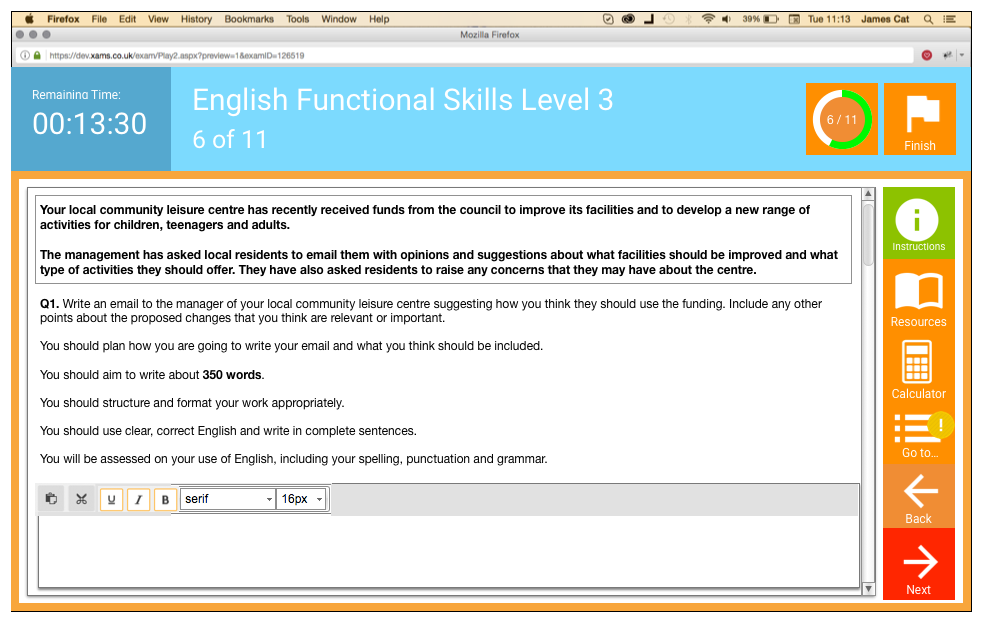 Firefox File Edit View History Bookmarks Tools Window Help 39% Tue 11:13 James Cat
Mozilla Firefox
https://dev.xams.co.uk/exam/Play2.aspx?preview=1&examID=126519
Remaining Time:
00:13:30
English Functional Skills Level 3
6 of 11
6 / 11
Finish
Your local community leisure centre has recently received funds from the council to improve its facilities and to develop a new range of
activities for children, teenagers and adults.
The management has asked local residents to email them with opinions and suggestions about what facilities should be improved and what
type of activities they should offer. They have also asked residents to raise any concerns that they may have about the centre.
Q1. Write an email to the manager of your local community leisure centre suggesting how you think they should use the funding. Include any other
points about the proposed changes that you think are relevant or important.
You should plan how you are going to write your email and what you think should be included.
You should aim to write about 350 words.
You should structure and format your work appropriately.
You should use clear, correct English and write in complete sentences.
You will be assessed on your use of English, including your spelling, punctuation and grammar.
U I B serif 16px
Instructions
Resources
Calculator
!
Go to...
Back
Next